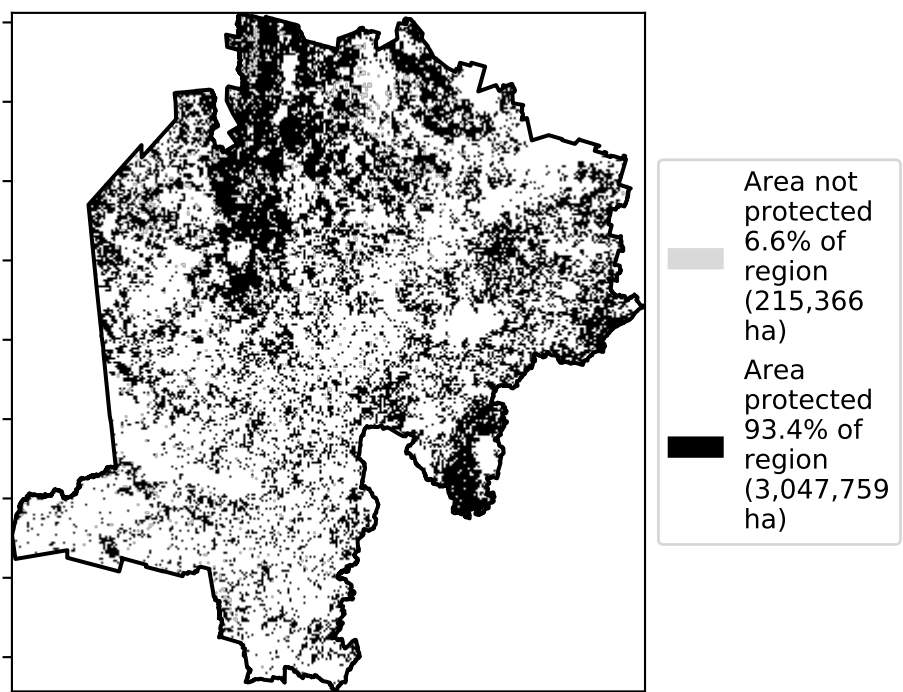 Area not
protected
6.6% of
region
(215,366
ha)
Area
protected
93.4% of
region
(3,047,759
ha)